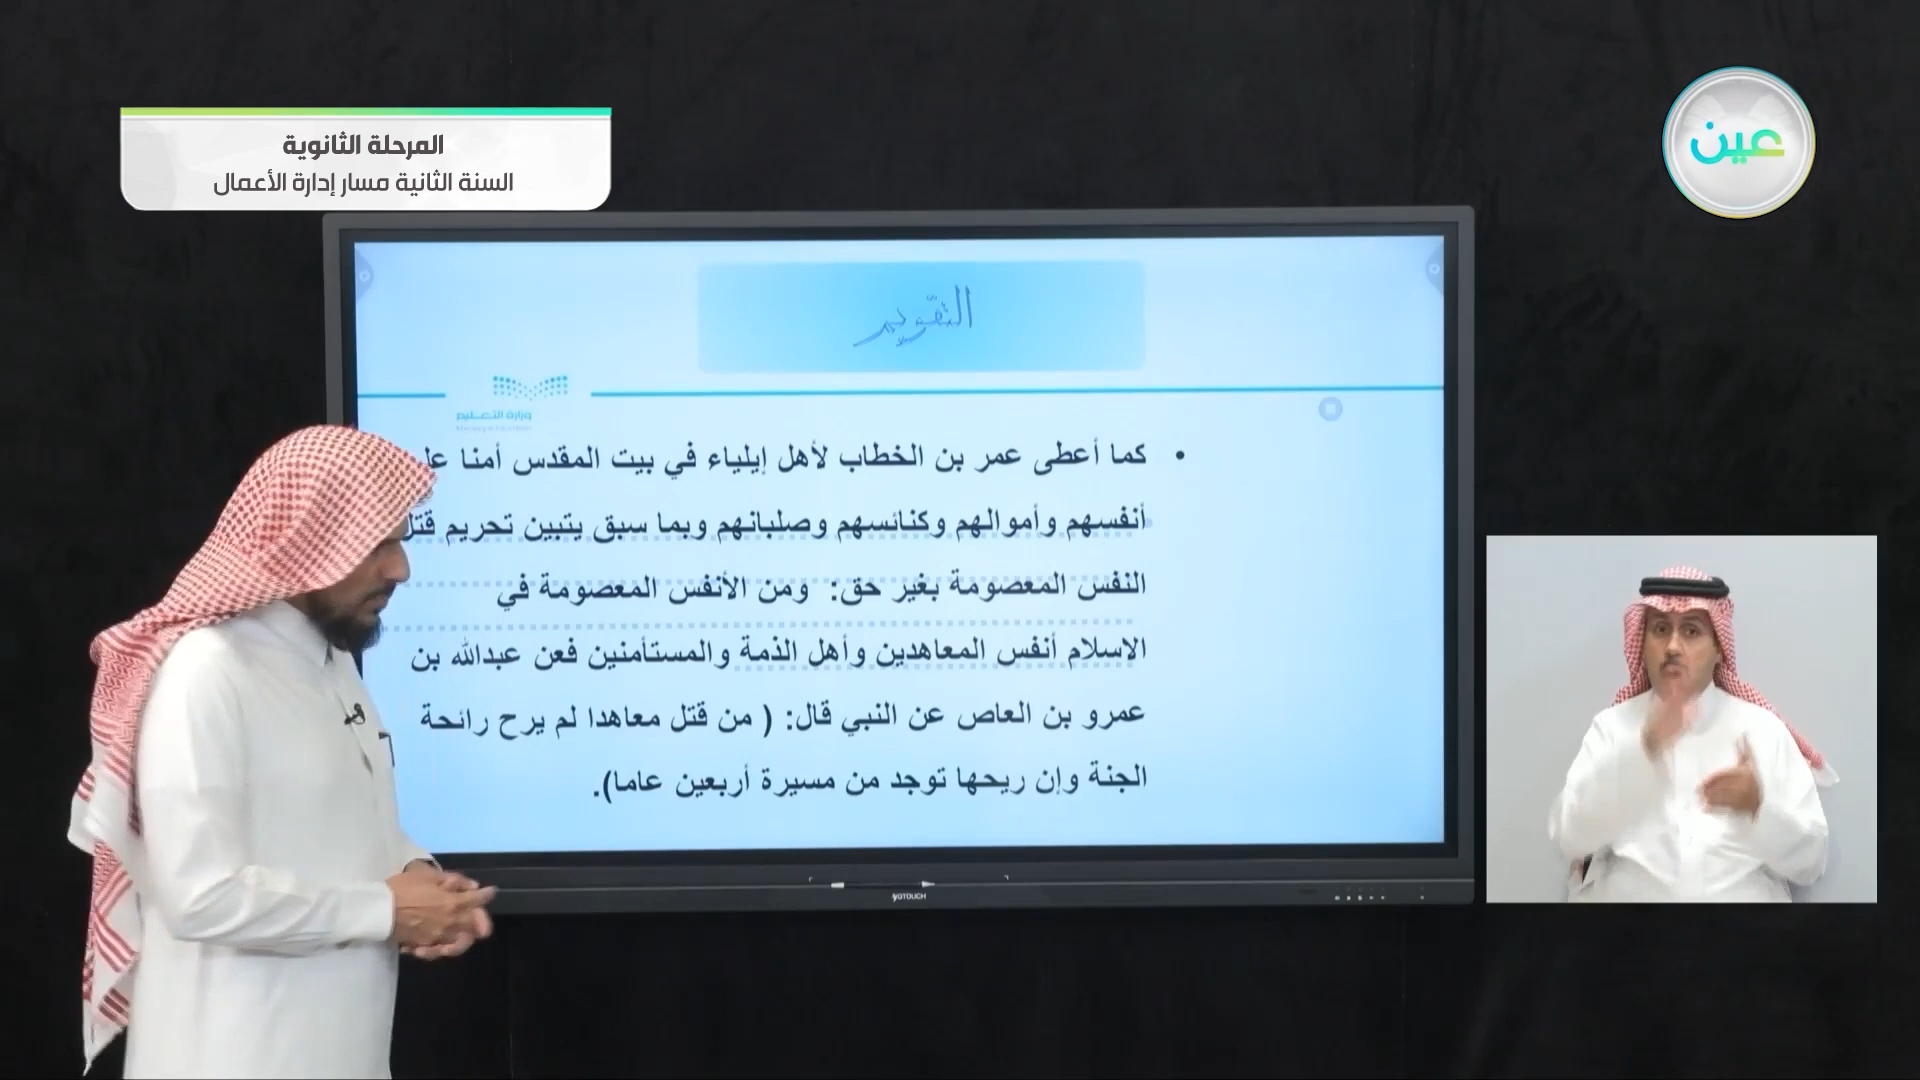 المرحلة الثانوية
السنة الثانية مسار إدارة الأعمال
عين
التقويم
وزارة التعليم
• كما أعطى عمر بن الخطاب لأهل إيلياء في بيت المقدس أمنا
أنفسهم وأموالهم وكنائسهم وصلبانهم وبما سبق يتبين تحريم قتل
النفس المعصومة بغير حق: ومن الأنفس المعصومة في
الاسلام أنفس المعاهدين وأهل الذمة والمستأمنين فعن عبدالله بن
عمرو بن العاص عن النبي قال: ( من قتل معاهدا لم يرح رائحة
الجنة وإن ريحها توجد من مسيرة أربعين عاما).